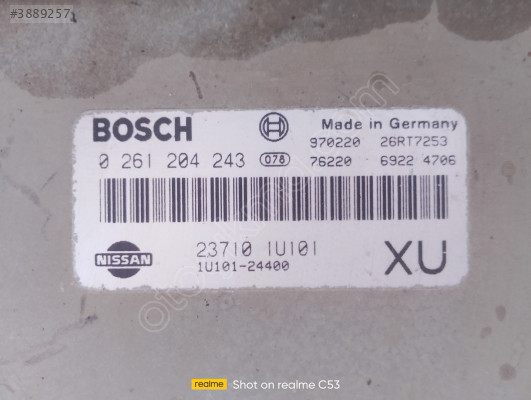 #3889257
BOSCH Made in Germany
970220 26RT7253
0 261 204 243 078 76220 6922 4706
NISSAN 23710 1U101 XU
1U101-24400
realme Shot on realme C53